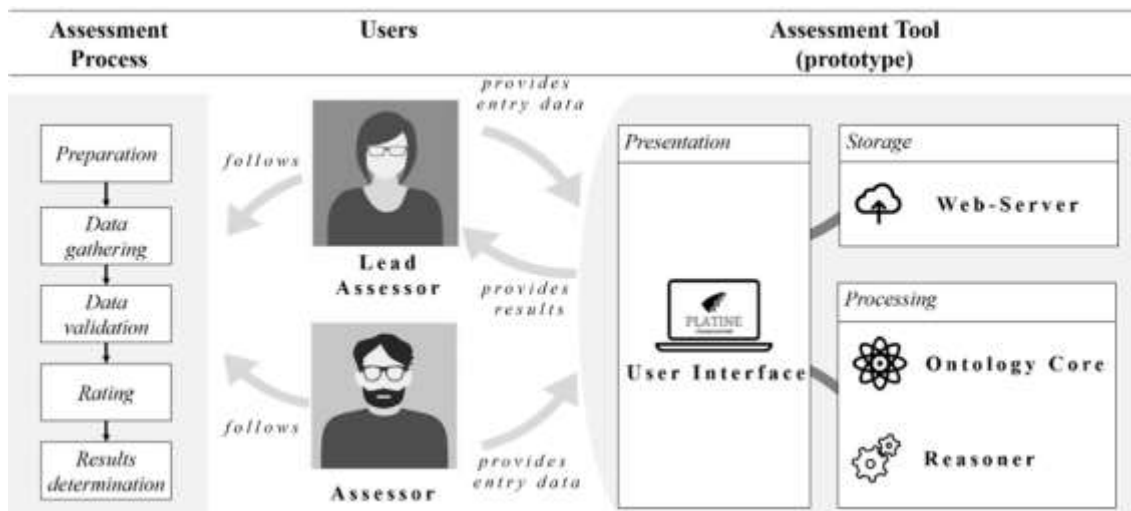 Assessment
Process
Users
Assessment Tool
(prototype)
Preparation
Data
gathering
Data
validation
Rating
Results
determination
follows
follows
provides
entry data
Lead
Assessor
provides
results
Assessor
provides
entry data
Presentation
PLATINE
User Interface
Storage
Web-Server
Processing
Ontology Core
Reasoner